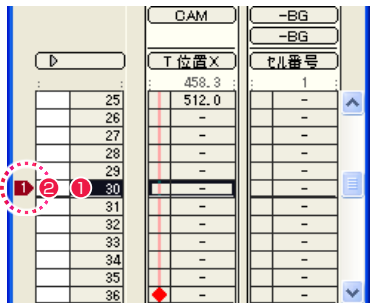 CAM -BG
-BG
▷ T 位置X セル番号
: : 458.3 : : 1 :
25 512.0 -
26 - -
27 - -
28 - -
29 - -
1 2 1 30 - -
31 - -
32 - -
33 - -
34 - -
35 - -
36 - -